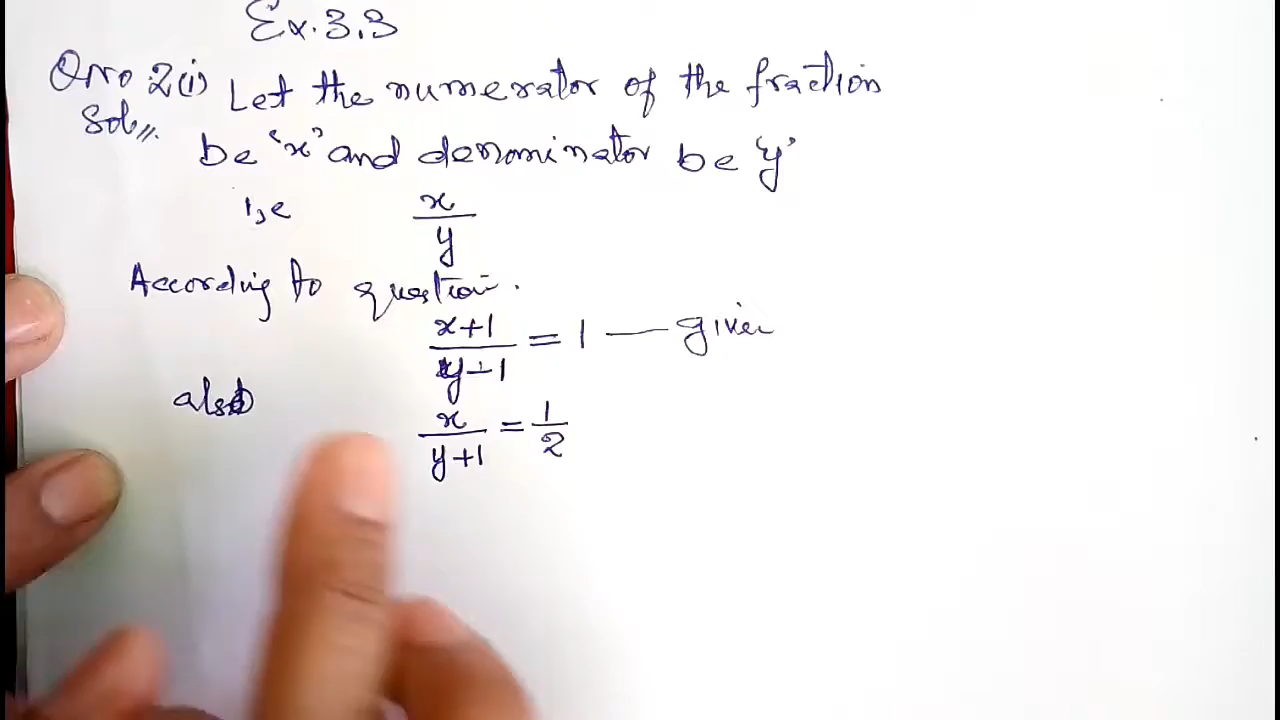 Ex. 3.3
QNo 2(i) Let the numerator of the fraction
Sol,,.
be 'x' and denominator be 'y'
i,e x/y
According to question.
(x+1)/(y-1) = 1 — given
also x/(y+1) = 1/2